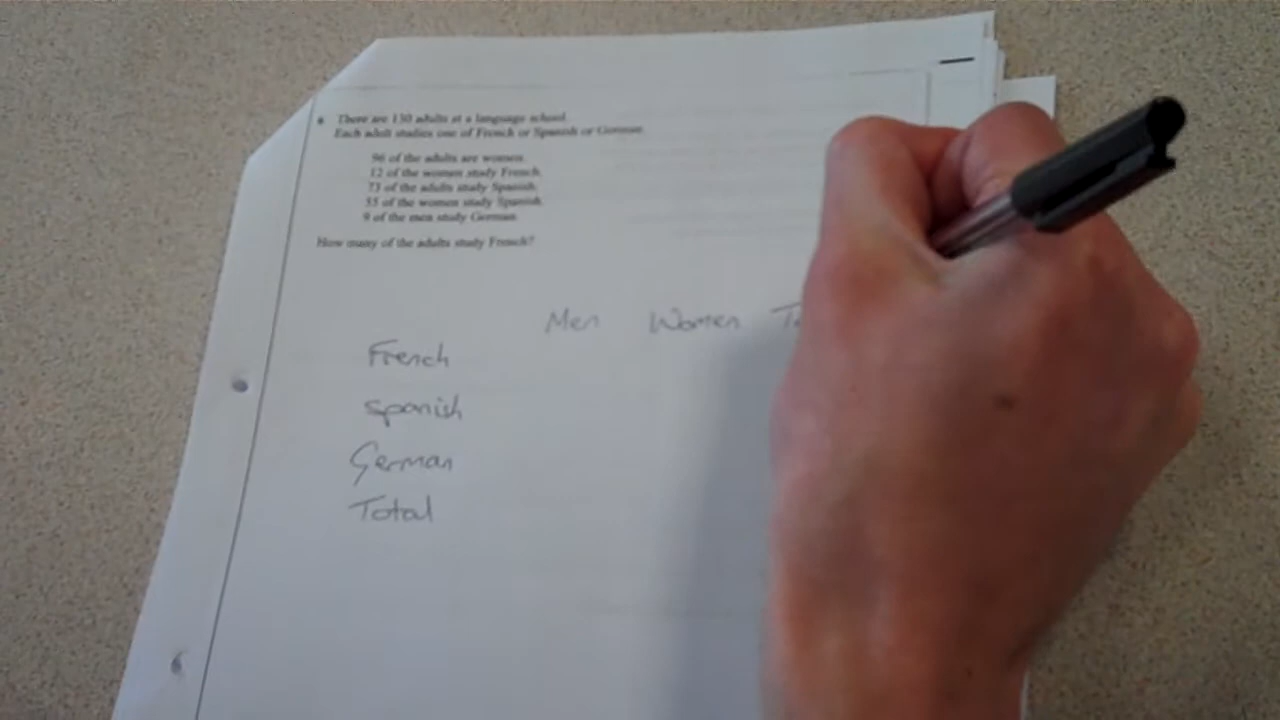 There are 130 adults at a language school.
Each adult studies one of French or Spanish or German.
96 of the adults are women.
12 of the women study French.
73 of the adults study Spanish.
55 of the women study Spanish.
9 of the men study German.
How many of the adults study French?
Men Women
French
Spanish
German
Total